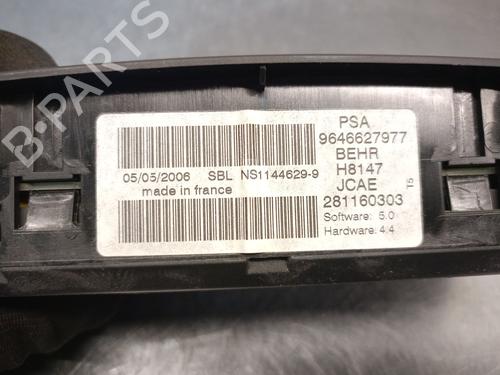 PSA
9646627977
BEHR
H8147
JCAE
281160303
T5
Software: 5.0
Hardware: 4.4
05/05/2006 SBL NS1144629-9
made in france
B-PARTS